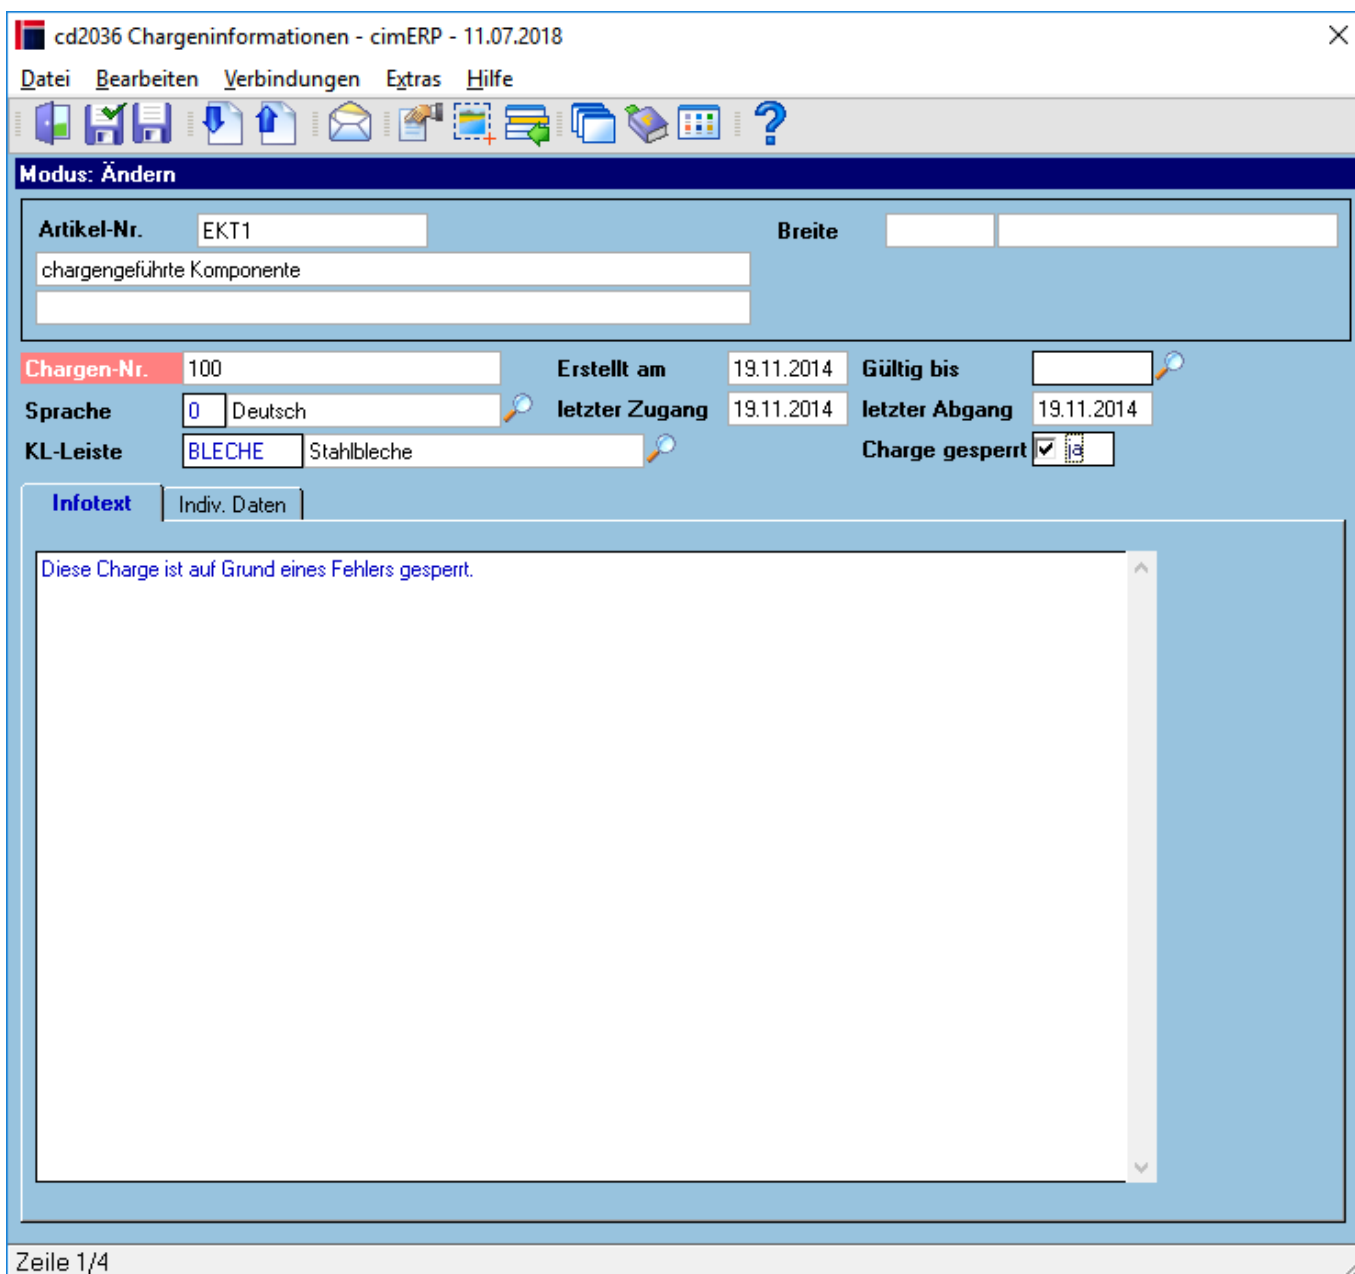 cd2036 Chargeninformationen - cimERP - 11.07.2018
Datei Bearbeiten Verbindungen Extras Hilfe
Modus: Ändern
Artikel-Nr. EKT1 Breite
chargengeführte Komponente
Chargen-Nr. 100 Erstellt am 19.11.2014 Gültig bis
Sprache 0 Deutsch letzter Zugang 19.11.2014 letzter Abgang 19.11.2014
KL-Leiste BLECHE Stahlbleche Charge gesperrt ja
Infotext Indiv. Daten
Diese Charge ist auf Grund eines Fehlers gesperrt.
Zeile 1/4